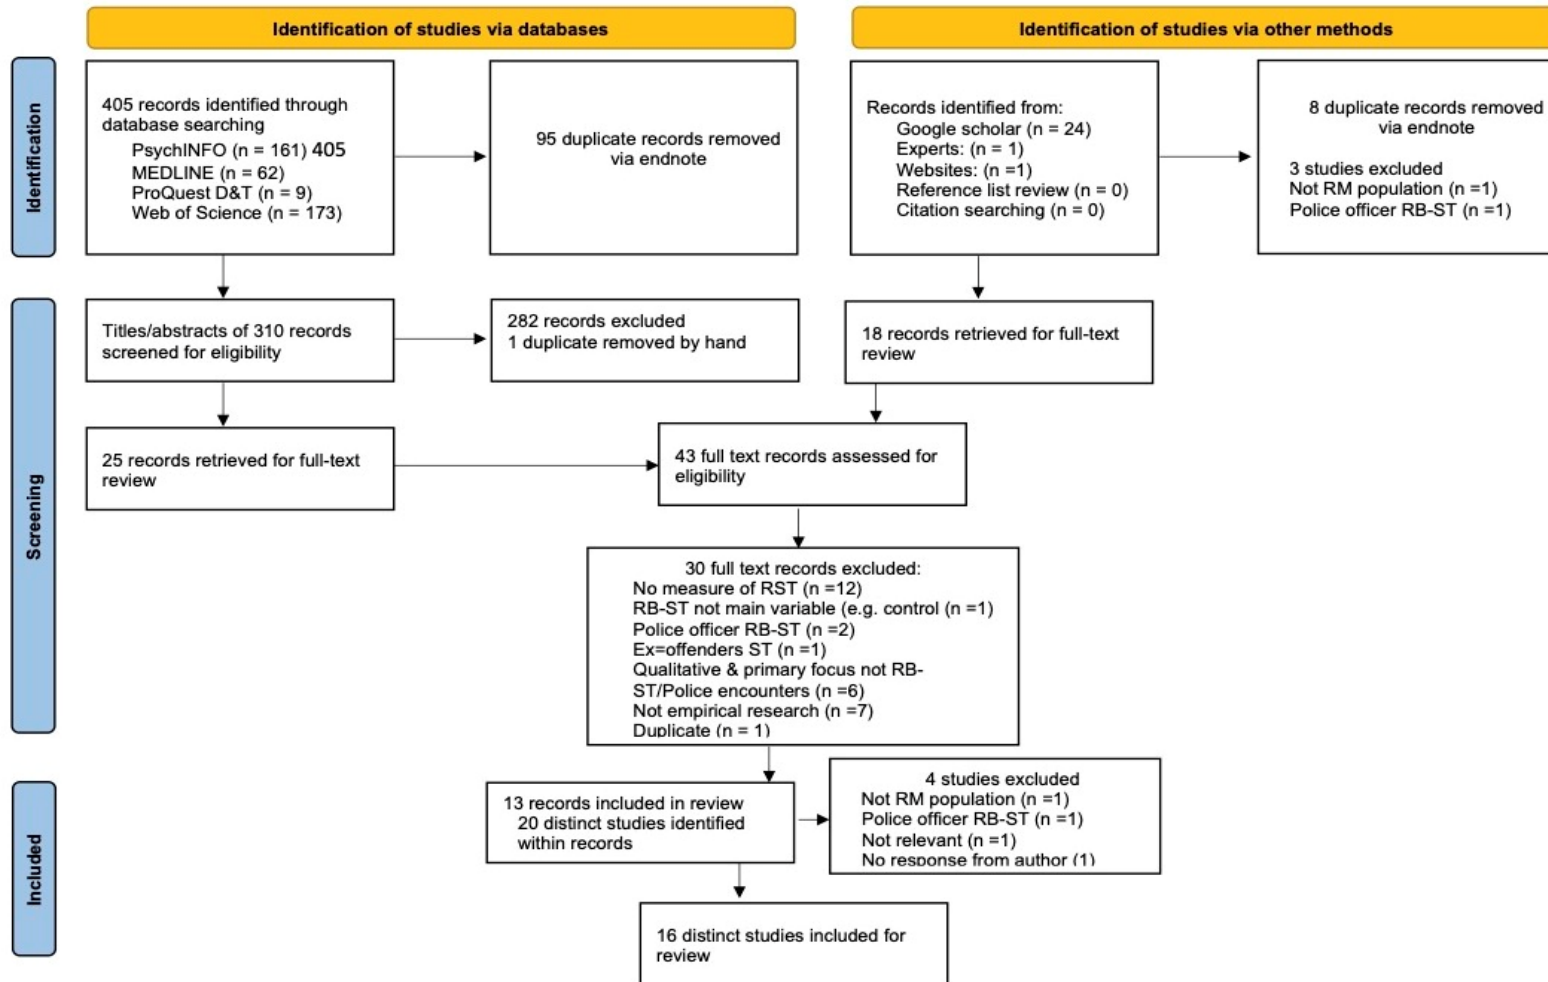 Identification of studies via databases
Identification of studies via other methods
Identification
405 records identified through
database searching
PsychINFO (n = 161) 405
MEDLINE (n = 62)
ProQuest D&T (n = 9)
Web of Science (n = 173)
95 duplicate records removed
via endnote
Records identified from:
Google scholar (n = 24)
Experts: (n = 1)
Websites: (n =1)
Reference list review (n = 0)
Citation searching (n = 0)
8 duplicate records removed
via endnote
3 studies excluded
Not RM population (n =1)
Police officer RB-ST (n =1)
Screening
Titles/abstracts of 310 records
screened for eligibility
282 records excluded
1 duplicate removed by hand
18 records retrieved for full-text
review
25 records retrieved for full-text
review
43 full text records assessed for
eligibility
30 full text records excluded:
No measure of RST (n =12)
RB-ST not main variable (e.g. control (n =1)
Police officer RB-ST (n =2)
Ex=offenders ST (n =1)
Qualitative & primary focus not RB-
ST/Police encounters (n =6)
Not empirical research (n =7)
Duplicate (n = 1)
Included
13 records included in review
20 distinct studies identified
within records
4 studies excluded
Not RM population (n =1)
Police officer RB-ST (n =1)
Not relevant (n =1)
No response from author (1)
16 distinct studies included for
review